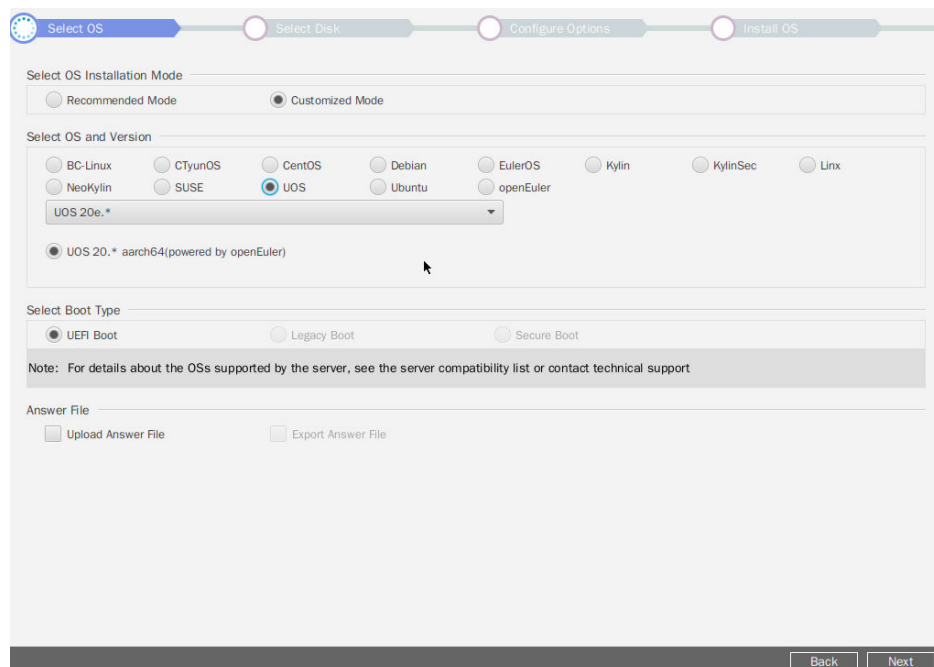 Select OS Select Disk Configure Options Install OS
Select OS Installation Mode
Recommended Mode Customized Mode
Select OS and Version
BC-Linux CTyunOS CentOS Debian EulerOS Kylin KylinSec Linx
NeoKylin SUSE UOS Ubuntu openEuler
UOS 20e.*
UOS 20.* aarch64(powered by openEuler)
Select Boot Type
UEFI Boot Legacy Boot Secure Boot
Note: For details about the OSs supported by the server, see the server compatibility list or contact technical support
Answer File
Upload Answer File Export Answer File
Back Next